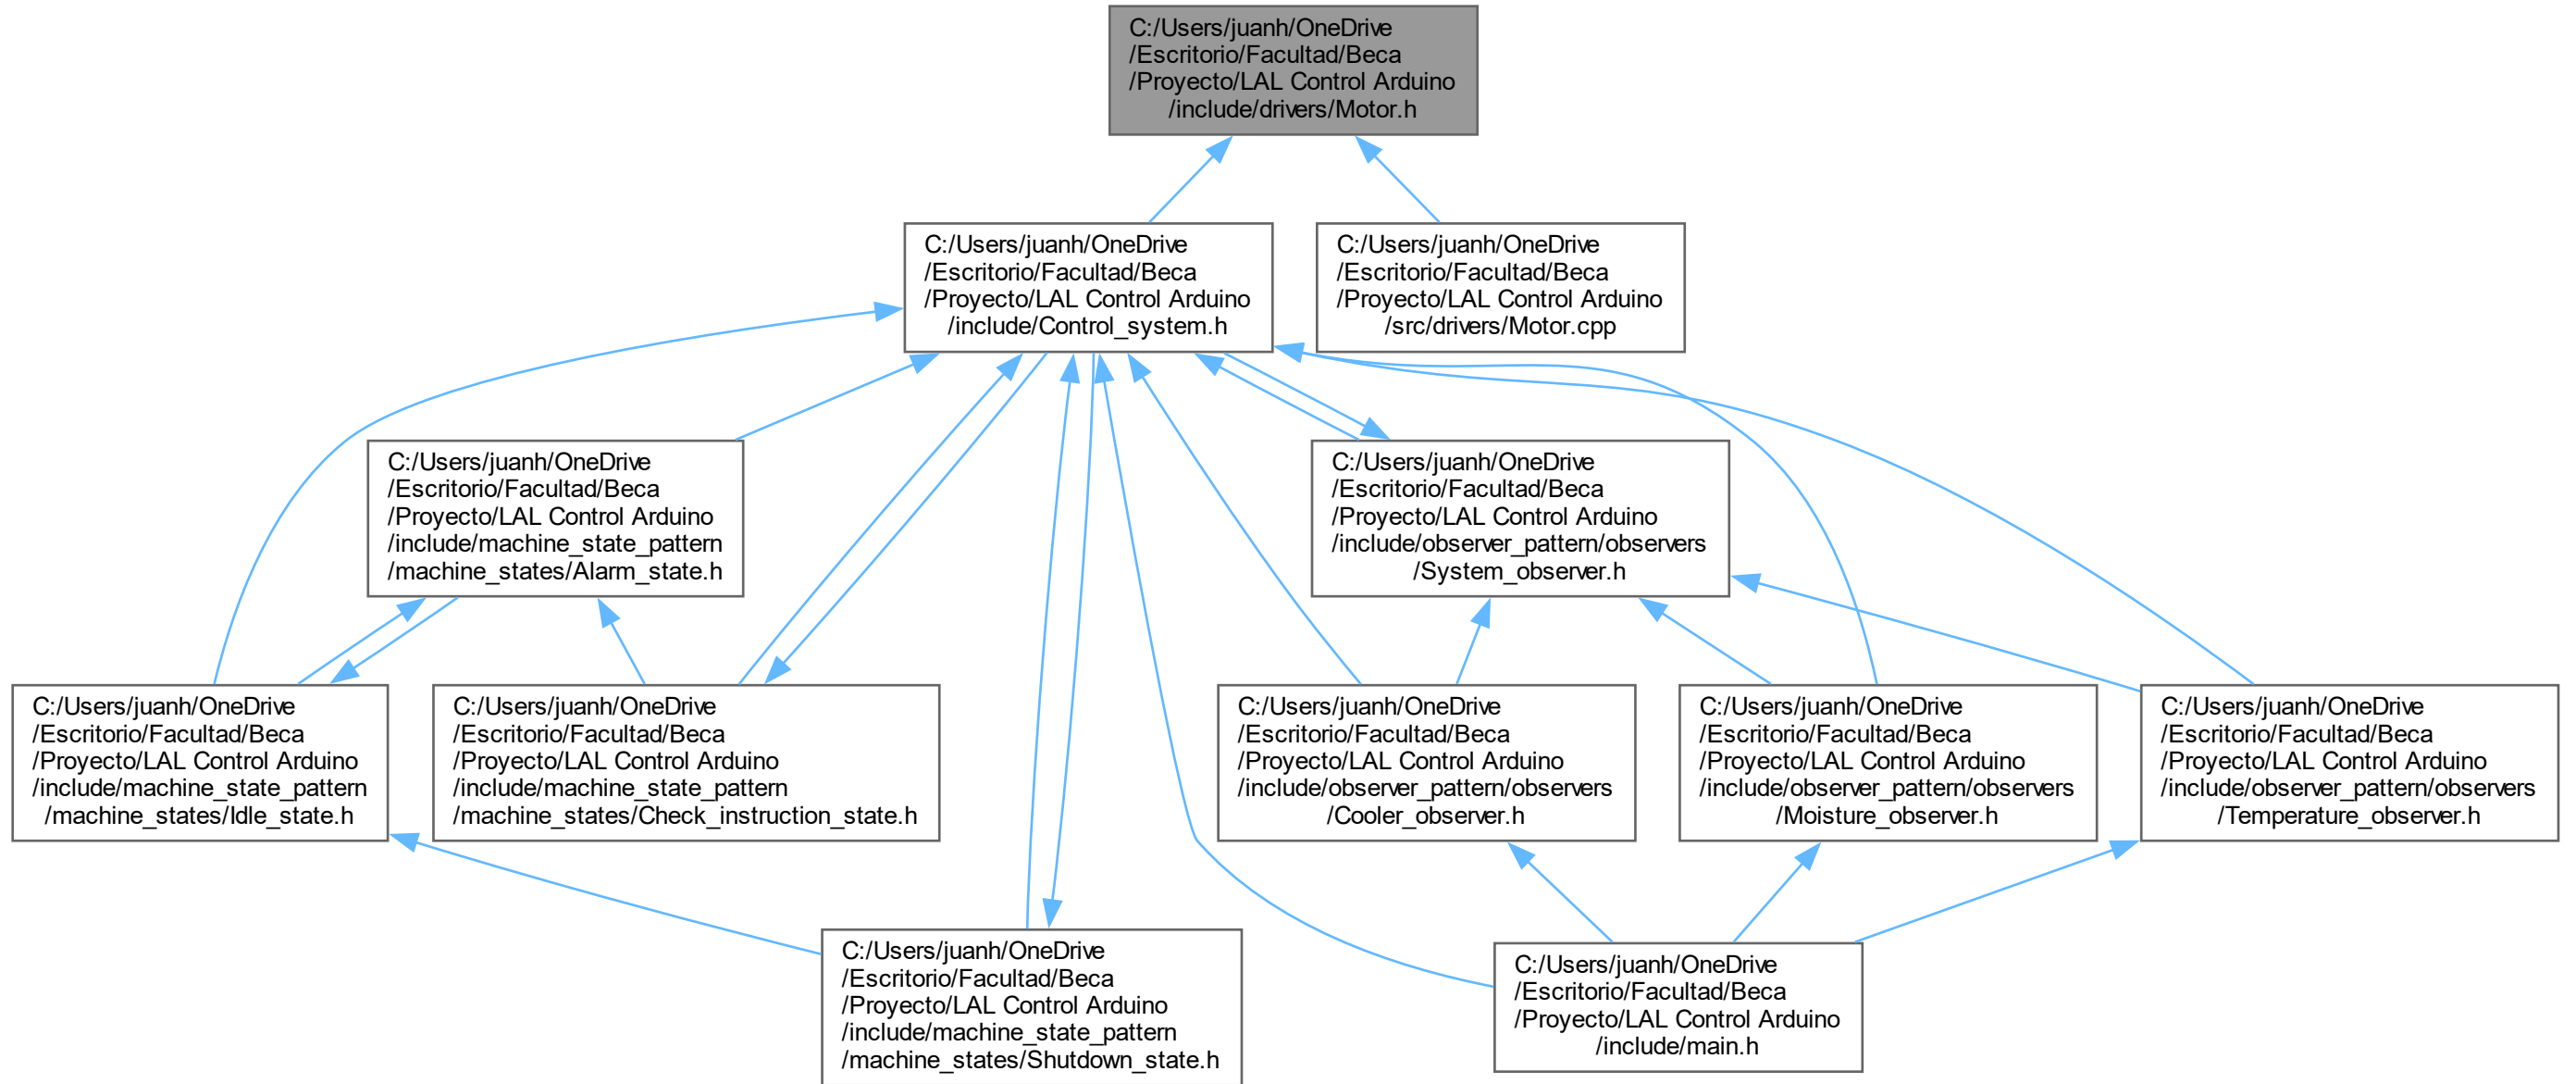 C:/Users/juanh/OneDrive
/Escritorio/Facultad/Beca
/Proyecto/LAL Control Arduino
/include/drivers/Motor.h
C:/Users/juanh/OneDrive
/Escritorio/Facultad/Beca
/Proyecto/LAL Control Arduino
/include/Control_system.h
C:/Users/juanh/OneDrive
/Escritorio/Facultad/Beca
/Proyecto/LAL Control Arduino
/src/drivers/Motor.cpp
C:/Users/juanh/OneDrive
/Escritorio/Facultad/Beca
/Proyecto/LAL Control Arduino
/include/machine_state_pattern
/machine_states/Alarm_state.h
C:/Users/juanh/OneDrive
/Escritorio/Facultad/Beca
/Proyecto/LAL Control Arduino
/include/observer_pattern/observers
/System_observer.h
C:/Users/juanh/OneDrive
/Escritorio/Facultad/Beca
/Proyecto/LAL Control Arduino
/include/machine_state_pattern
/machine_states/Idle_state.h
C:/Users/juanh/OneDrive
/Escritorio/Facultad/Beca
/Proyecto/LAL Control Arduino
/include/machine_state_pattern
/machine_states/Check_instruction_state.h
C:/Users/juanh/OneDrive
/Escritorio/Facultad/Beca
/Proyecto/LAL Control Arduino
/include/observer_pattern/observers
/Cooler_observer.h
C:/Users/juanh/OneDrive
/Escritorio/Facultad/Beca
/Proyecto/LAL Control Arduino
/include/observer_pattern/observers
/Moisture_observer.h
C:/Users/juanh/OneDrive
/Escritorio/Facultad/Beca
/Proyecto/LAL Control Arduino
/include/observer_pattern/observers
/Temperature_observer.h
C:/Users/juanh/OneDrive
/Escritorio/Facultad/Beca
/Proyecto/LAL Control Arduino
/include/machine_state_pattern
/machine_states/Shutdown_state.h
C:/Users/juanh/OneDrive
/Escritorio/Facultad/Beca
/Proyecto/LAL Control Arduino
/include/main.h